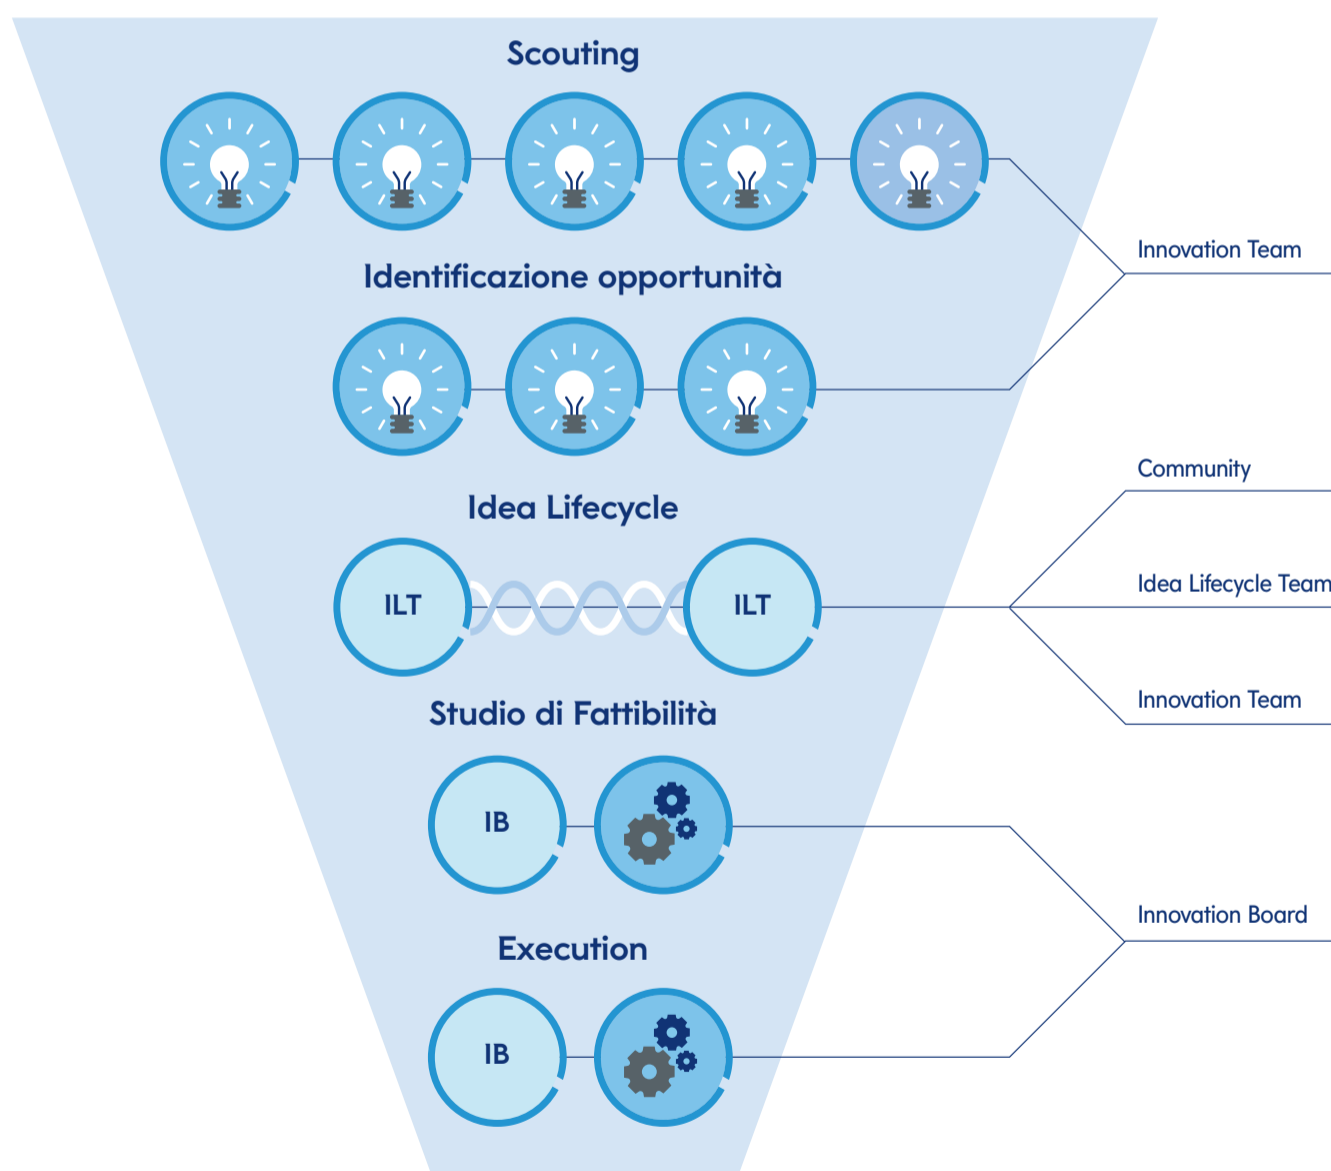 Scouting
Innovation Team
Identificazione opportunità
Community
Idea Lifecycle
Idea Lifecycle Team
ILT
ILT
Innovation Team
Studio di Fattibilità
IB
Innovation Board
Execution
IB